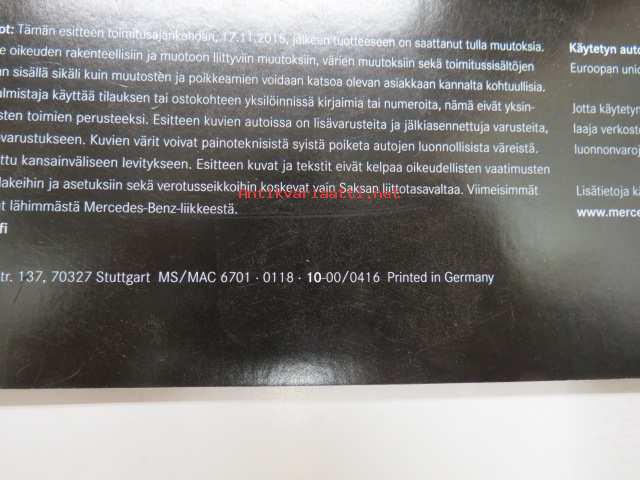 ot: Tämän esitteen toimitusajankohdan, 17.11.2015, jälkeen tuotteeseen on saattanut tulla muutoksia.
e oikeuden rakenteellisiin ja muotoon liittyviin muutoksiin, värien muutoksiin sekä toimitussisältöjen
an sisällä sikäli kuin muutosten ja poikkeamien voidaan katsoa olevan asiakkaan kannalta kohtuullisia.
almistaja käyttää tilauksen tai ostokohteen yksilöinnissä kirjaimia tai numeroita, nämä eivät yksin-
sten toimien perusteeksi. Esitteen kuvien autoissa on lisävarusteita ja jälkiasennettuja varusteita,
ovarustukseen. Kuvien värit voivat painoteknisistä syistä poiketa autojen luonnollisista väreistä.
ttu kansainväliseen levitykseen. Esitteen kuvat ja tekstit eivät kelpaa oikeudellisten vaatimusten
lakeihin ja asetuksiin sekä verotusseikkoihin koskevat vain Saksan liittotasavaltaa. Viimeisimmät
t lähimmästä Mercedes-Benz-liikkeestä.
fi
str. 137, 70327 Stuttgart MS/MAC 6701 · 0118 · 10-00/0416 Printed in Germany
Käytetyn auto
Euroopan unio
Jotta käytetyn
laaja verkosto
luonnonvaroj
Lisätietoja k
www.merce
Antikvariaatti.net